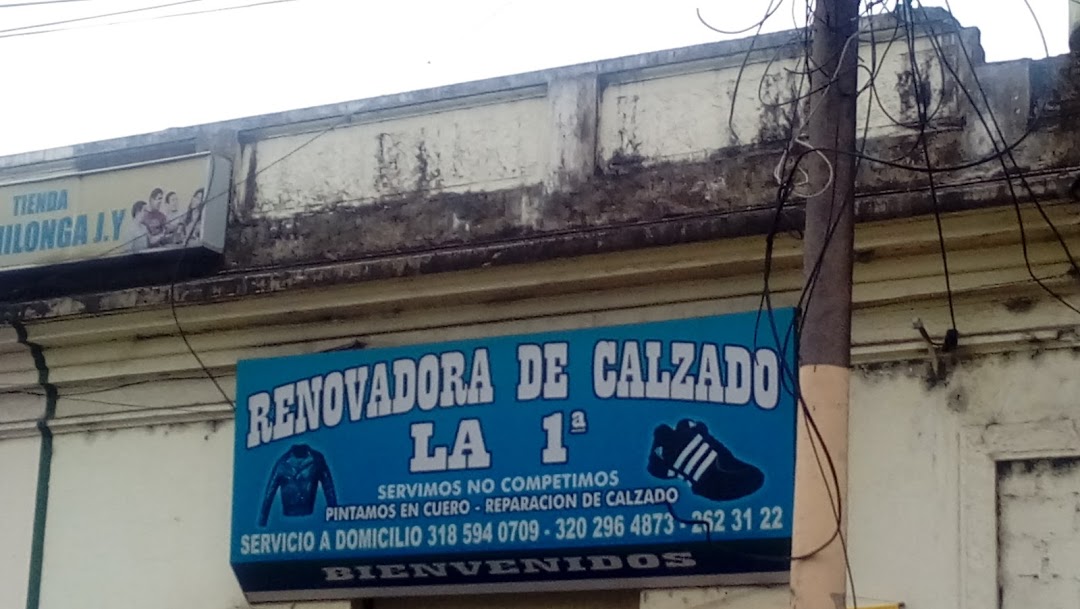 TIENDA
J.Y
RENOVADORA DE CALZADO
LA 1ª
SERVIMOS NO COMPETIMOS
PINTAMOS EN CUERO - REPARACION DE CALZADO
SERVICIO A DOMICILIO 318 594 0709 - 320 296 4873 - 262 31 22
BIENVENIDOS